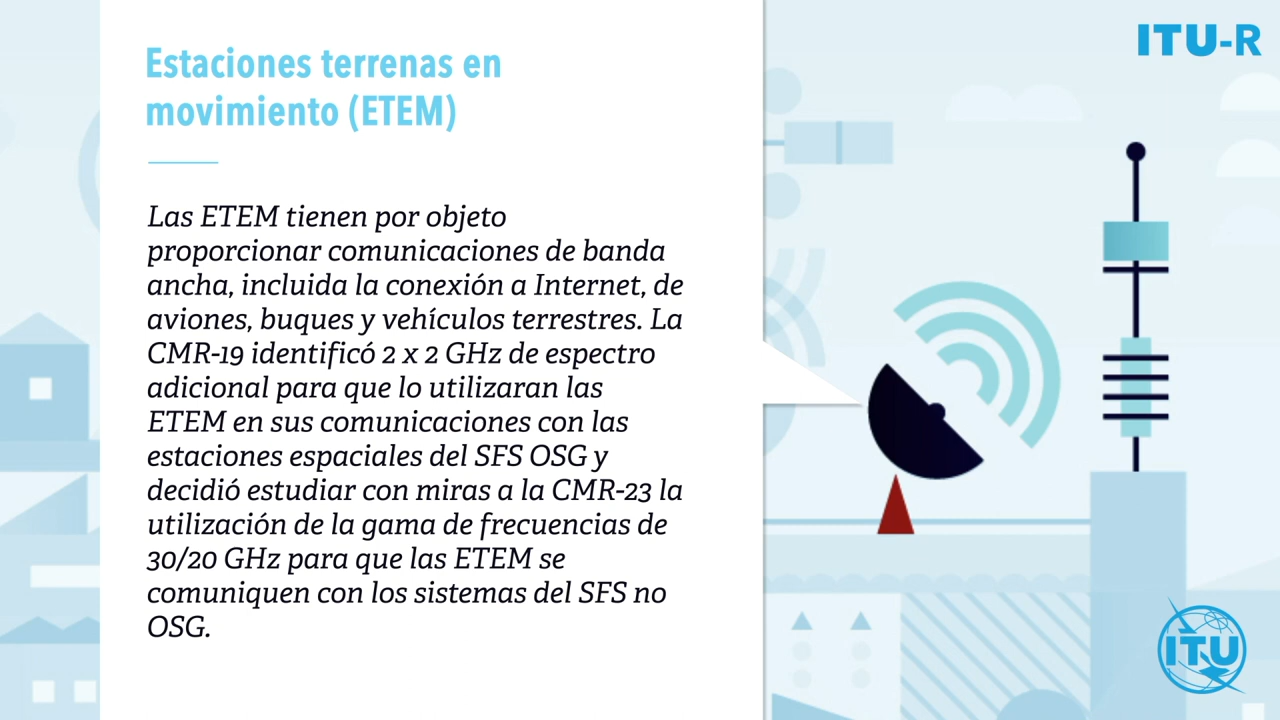 ITU-R
Estaciones terrenas en
movimiento (ETEM)
Las ETEM tienen por objeto
proporcionar comunicaciones de banda
ancha, incluida la conexión a Internet, de
aviones, buques y vehículos terrestres. La
CMR-19 identificó 2 x 2 GHz de espectro
adicional para que lo utilizaran las
ETEM en sus comunicaciones con las
estaciones espaciales del SFS OSG y
decidió estudiar con miras a la CMR-23 la
utilización de la gama de frecuencias de
30/20 GHz para que las ETEM se
comuniquen con los sistemas del SFS no
OSG.
ITU